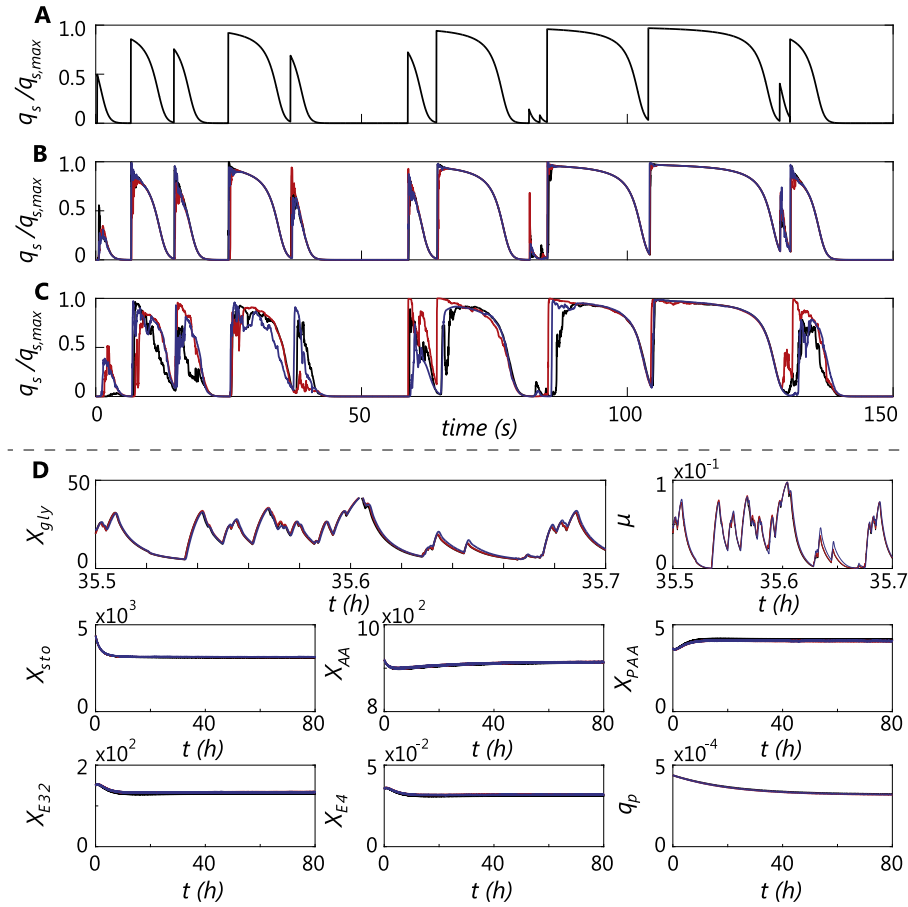 A
1.0
0.5
0
q_s /q_s,max
B
1.0
0.5
0
q_s /q_s,max
C
1.0
0.5
0
q_s /q_s,max
0 50 100 150
time (s)
D
50
0
X_gly
35.5 35.6 35.7
t (h)
x10^-1
1
0
μ
35.5 35.6 35.7
t (h)
x10^3
5
0
X_sto
0 40 80
t (h)
x10^2
10
8
X_AA
0 40 80
t (h)
5
0
X_PAA
0 40 80
t (h)
x10^2
2
0
X_E32
0 40 80
t (h)
x10^-2
5
0
X_E4
0 40 80
t (h)
x10^-4
5
0
q_p
0 40 80
t (h)